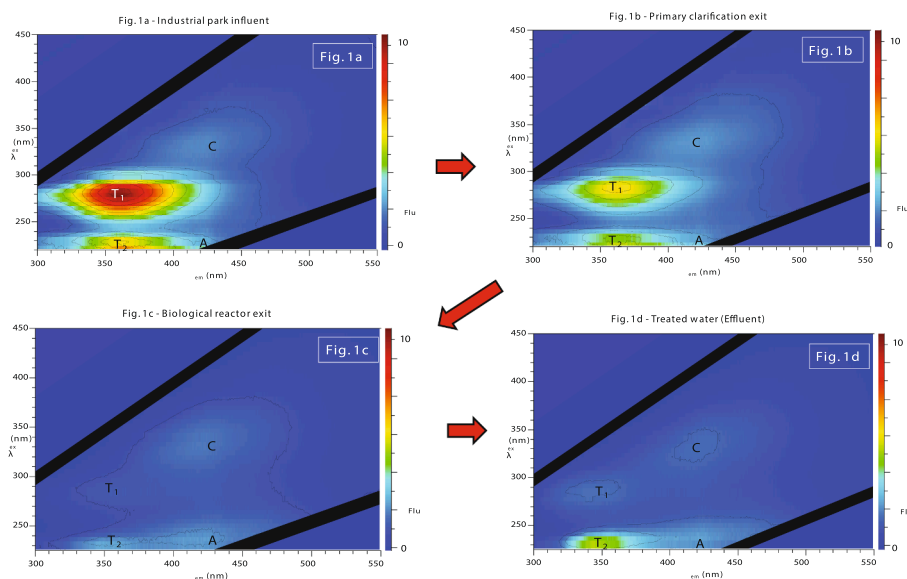 Fig. 1a - Industrial park influent
450
400
350
(nm)
ex
λ
300
250
300
350
400
450
500
550
em (nm)
Fig. 1a
C
T1
T2
A
10
Flu
0
Fig. 1b - Primary clarification exit
450
400
350
(nm)
ex
λ
300
250
300
350
400
450
500
550
em (nm)
Fig. 1b
C
T1
T2
A
10
Flu
0
Fig. 1c - Biological reactor exit
450
400
350
(nm)
ex
λ
300
250
300
350
400
450
500
550
em (nm)
Fig.1c
C
T1
T2
A
10
Flu
0
Fig. 1d - Treated water (Effluent)
450
400
350
(nm)
ex
λ
300
250
300
350
400
450
500
550
em (nm)
Fig.1d
C
T1
T2
A
10
Flu
0